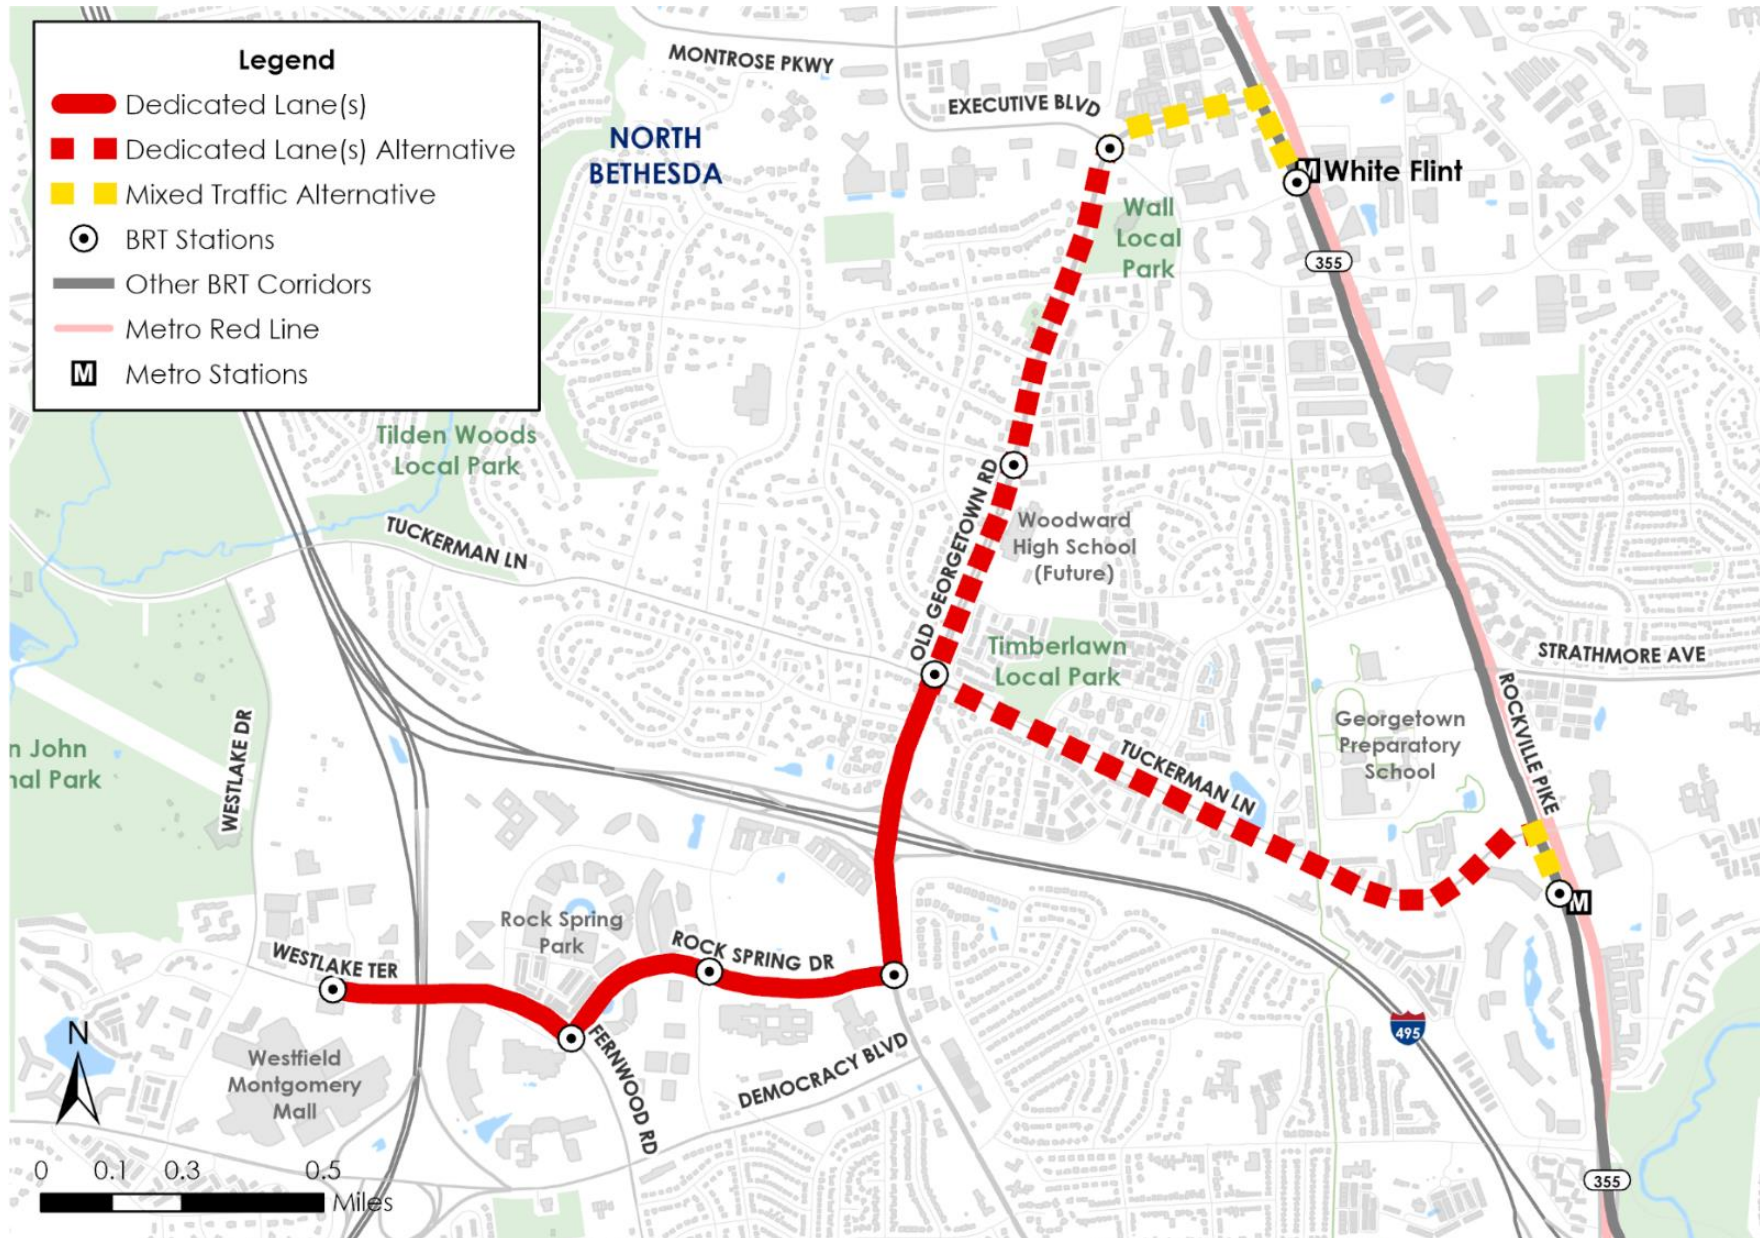 Legend
Dedicated Lane(s)
Dedicated Lane(s) Alternative
Mixed Traffic Alternative
BRT Stations
Other BRT Corridors
Metro Red Line
M Metro Stations
MONTROSE PKWY
EXECUTIVE BLVD
NORTH
BETHESDA
M White Flint
Wall
Local
Park
355
Tilden Woods
Local Park
TUCKERMAN LN
OLD GEORGETOWN RD
Woodward
High School
(Future)
Timberlawn
Local Park
STRATHMORE AVE
ROCKVILLE PIKE
Georgetown
Preparatory
School
TUCKERMAN LN
n John
nal Park
WESTLAKE DR
M
Rock Spring
Park
ROCK SPRING DR
WESTLAKE TER
FERNWOOD RD
DEMOCRACY BLVD
495
Westfield
Montgomery
Mall
N
0 0.1 0.3 0.5
Miles
355